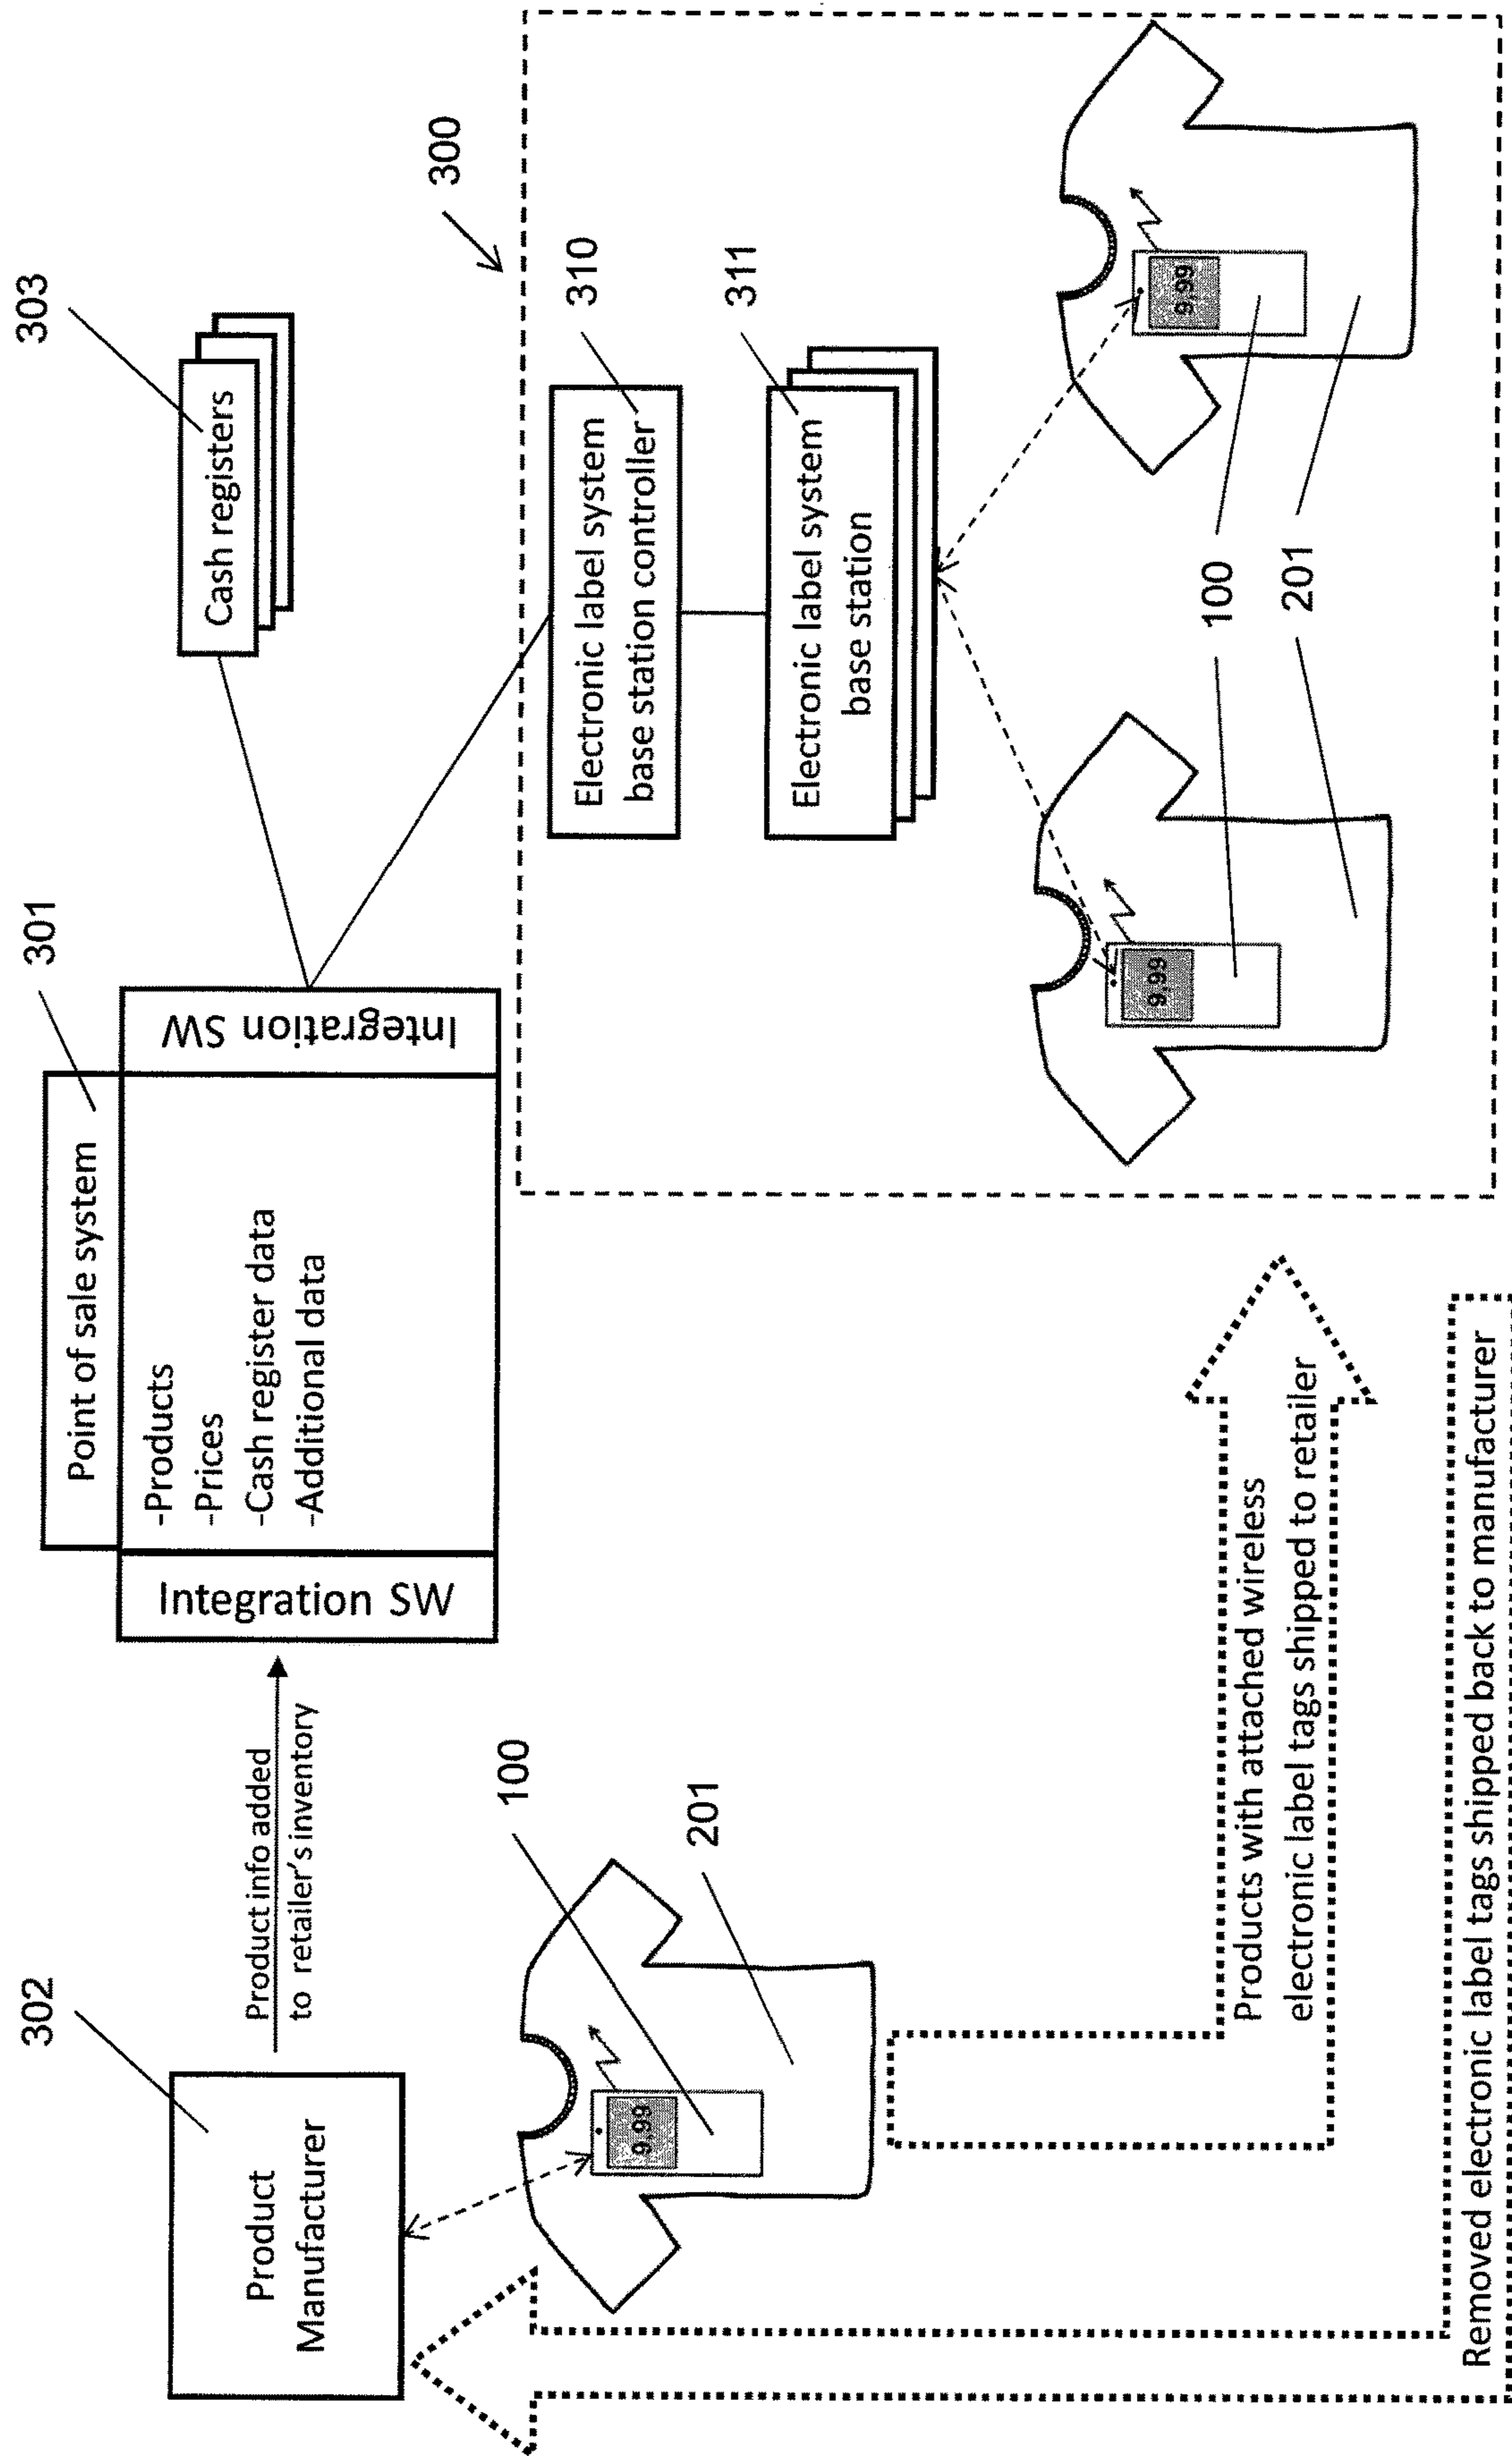 302
Product
Manufacturer
Product info added
to retailer's inventory
301
Point of sale system
Integration SW
-Products
-Prices
-Cash register data
-Additional data
Integration SW
303
Cash registers
300
Electronic label system
base station controller
310
Electronic label system
base station
311
9,99
100
201
9,99
9,99
100
201
Products with attached wireless
electronic label tags shipped to retailer
Removed electronic label tags shipped back to manufacturer